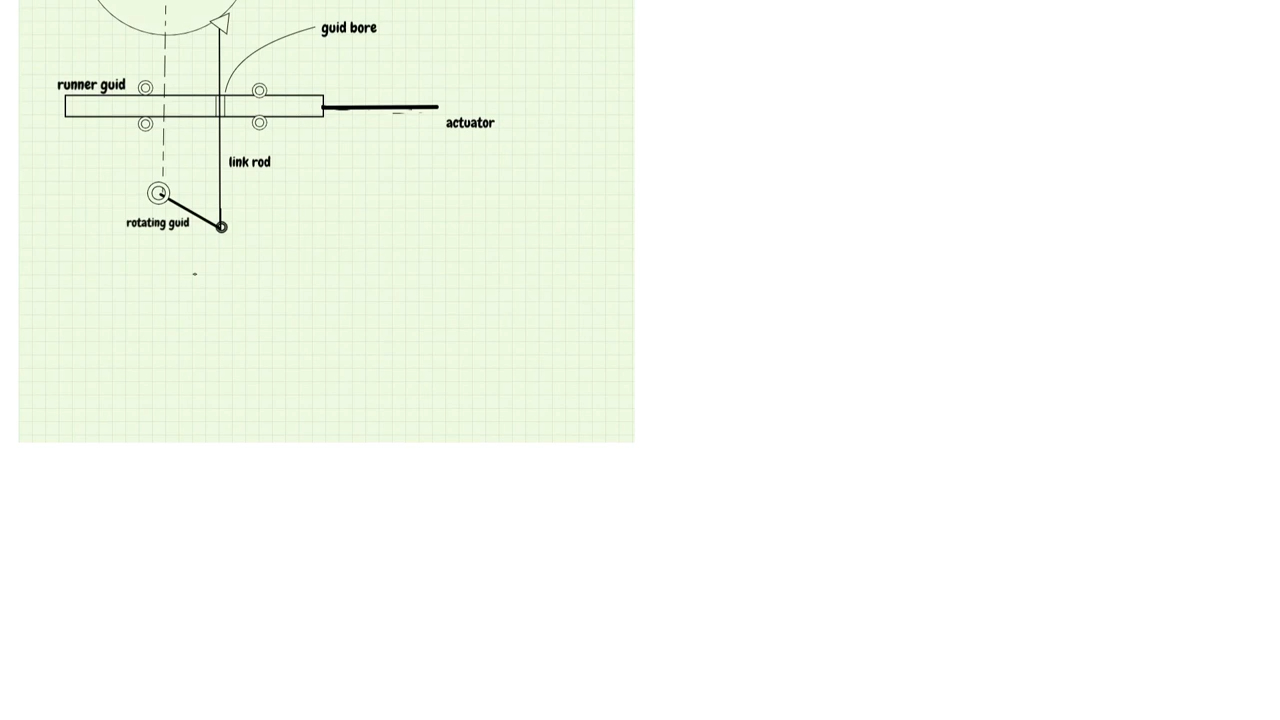 guid bore
runner guid
actuator
link rod
rotating guid